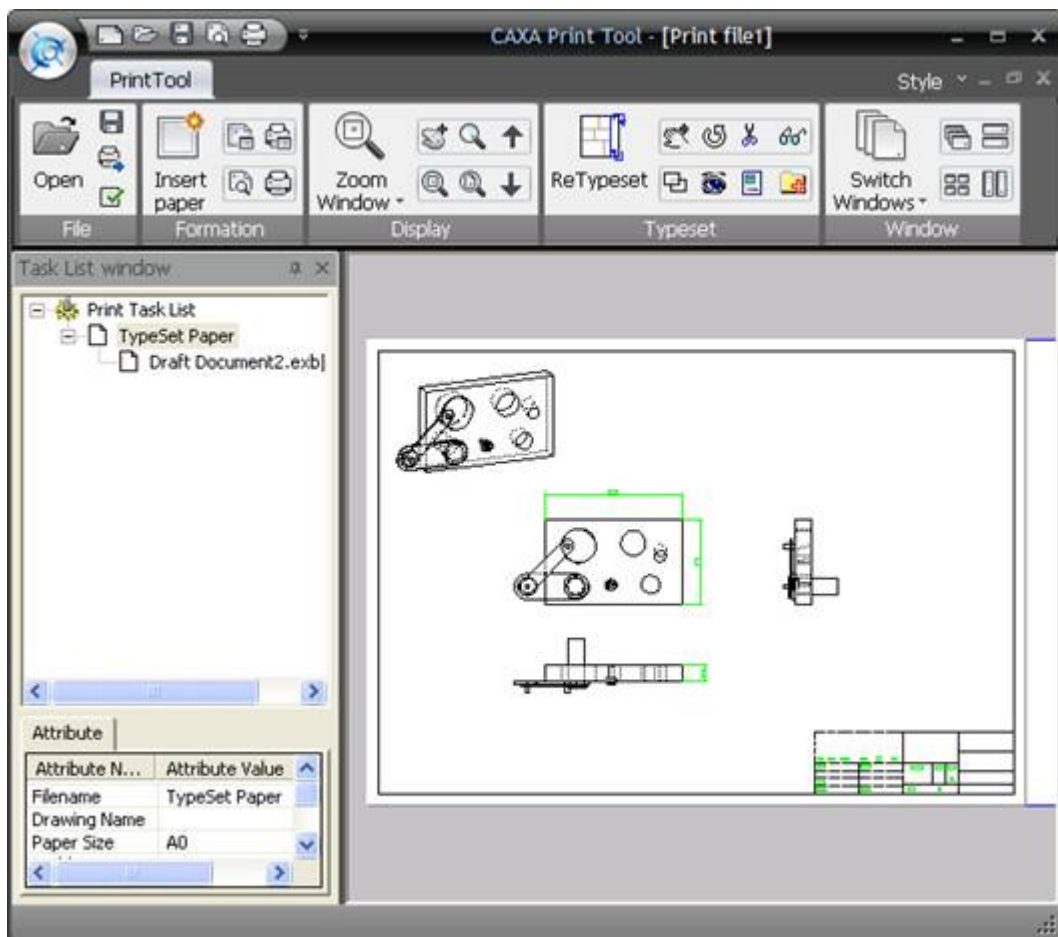 CAXA Print Tool - [Print file1]
PrintTool
Style
Open
Insert paper
Zoom Window
ReTypeset
Switch Windows
File
Formation
Display
Typeset
Window
Task List window
Print Task List
TypeSet Paper
Draft Document2.exb
Attribute
Attribute N... Attribute Value
Filename TypeSet Paper
Drawing Name
Paper Size A0